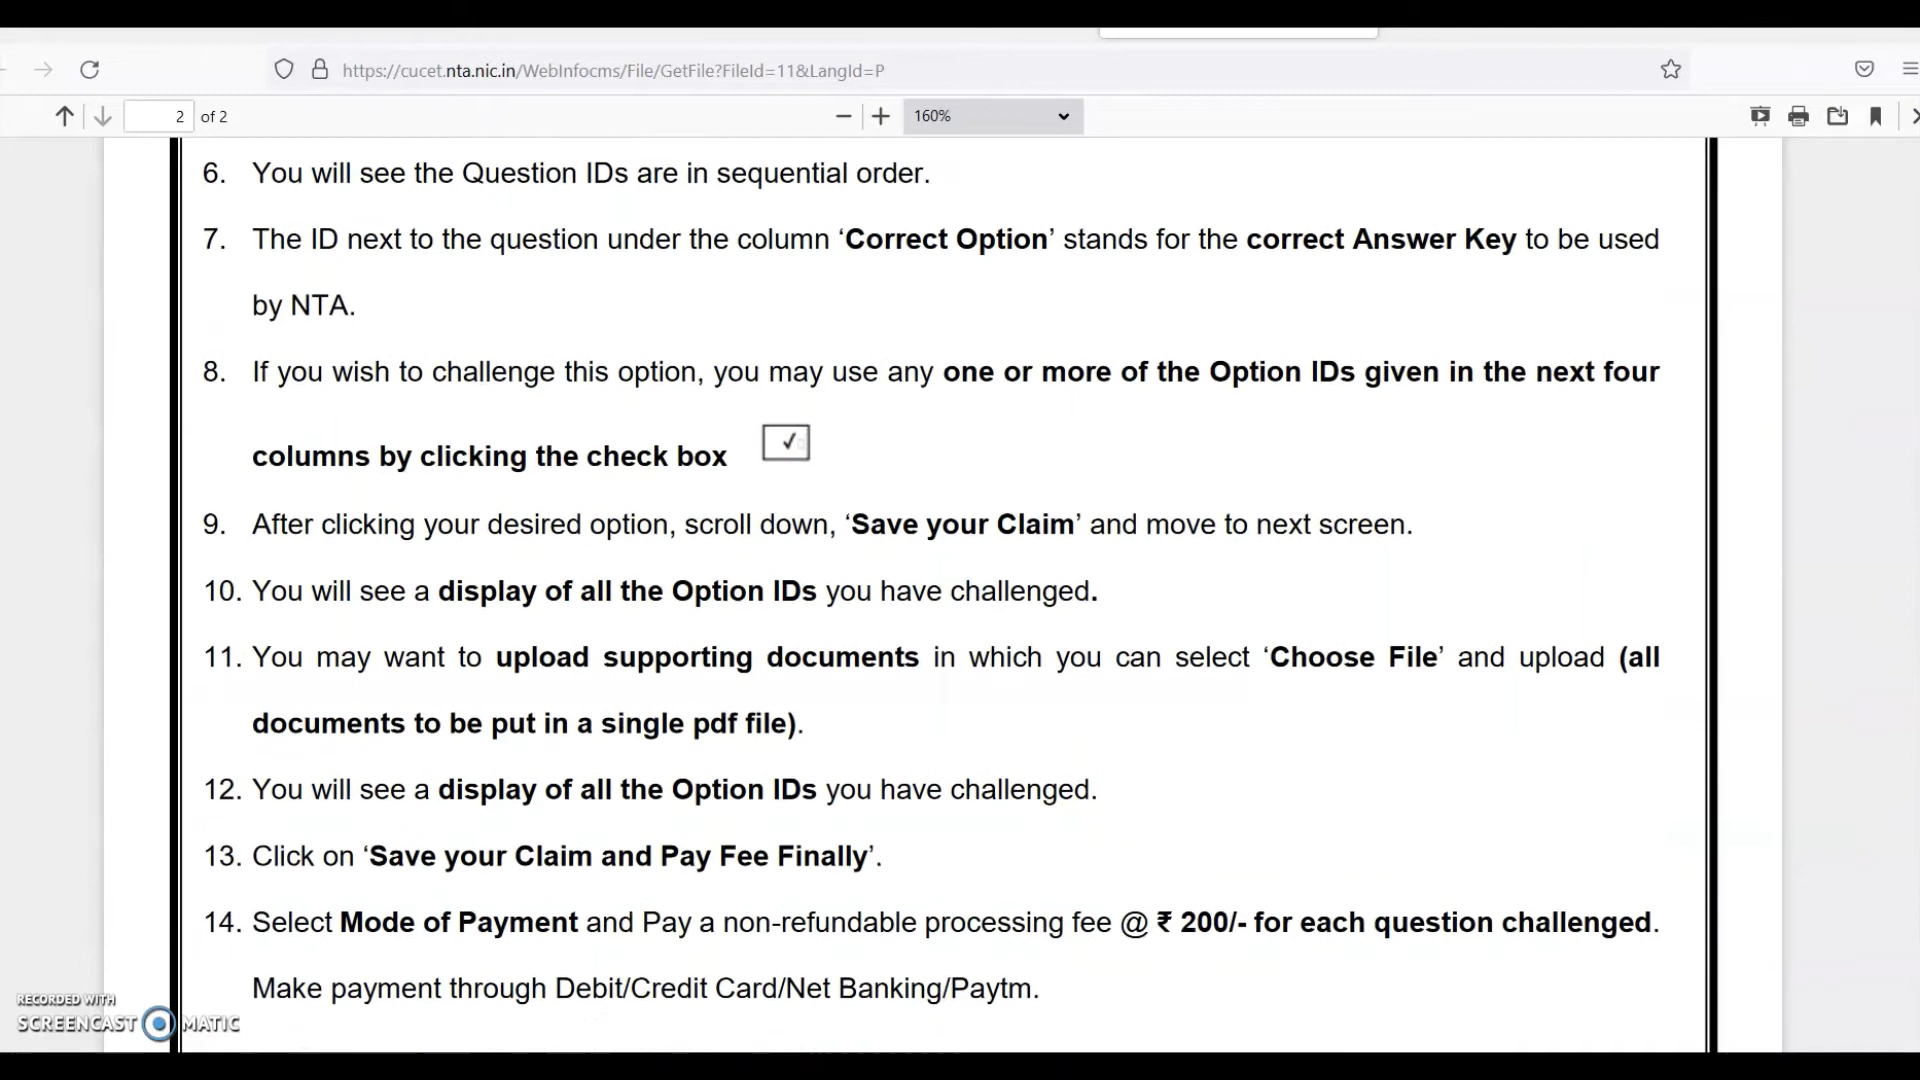 https://cucet.nta.nic.in/WebInfocms/File/GetFile?FileId=11&LangId=P
2 of 2
160%
6. You will see the Question IDs are in sequential order.
7. The ID next to the question under the column ‘Correct Option’ stands for the correct Answer Key to be used
by NTA.
8. If you wish to challenge this option, you may use any one or more of the Option IDs given in the next four
columns by clicking the check box
9. After clicking your desired option, scroll down, ‘Save your Claim’ and move to next screen.
10. You will see a display of all the Option IDs you have challenged.
11. You may want to upload supporting documents in which you can select ‘Choose File’ and upload (all
documents to be put in a single pdf file).
12. You will see a display of all the Option IDs you have challenged.
13. Click on ‘Save your Claim and Pay Fee Finally’.
14. Select Mode of Payment and Pay a non-refundable processing fee @ ₹ 200/- for each question challenged.
Make payment through Debit/Credit Card/Net Banking/Paytm.
RECORDED WITH
SCREENCAST MATIC